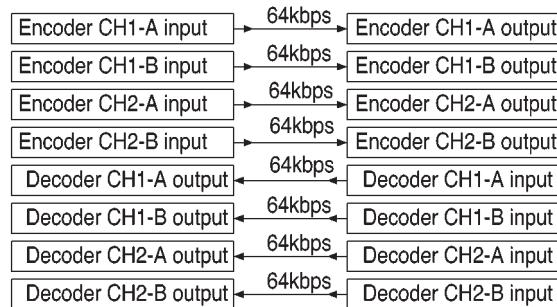 Encoder CH1-A input 64kbps Encoder CH1-A output
Encoder CH1-B input 64kbps Encoder CH1-B output
Encoder CH2-A input 64kbps Encoder CH2-A output
Encoder CH2-B input 64kbps Encoder CH2-B output
Decoder CH1-A output 64kbps Decoder CH1-A input
Decoder CH1-B output 64kbps Decoder CH1-B input
Decoder CH2-A output 64kbps Decoder CH2-A input
Decoder CH2-B output 64kbps Decoder CH2-B input